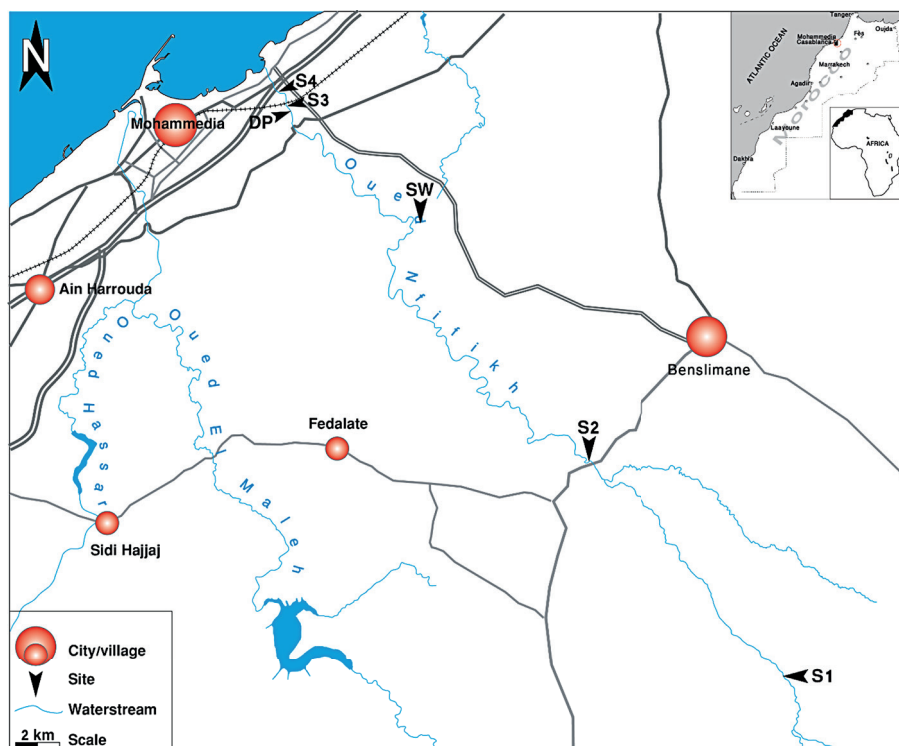 N
Mohammedia
S4
S3
DP
SW
Oued Nfifikh
Ain Harrouda
Benslimane
Oued Hassar
Oued El Maleh
Fedalate
S2
Sidi Hajjaj
S1
City/village
Site
Waterstream
2 km
Scale
ATLANTIC OCEAN
Tanger
Oujda
Fès
Mohammedia
Casablanca
Marrakech
Agadir
Morocco
Laayoune
Dakhla
AFRICA